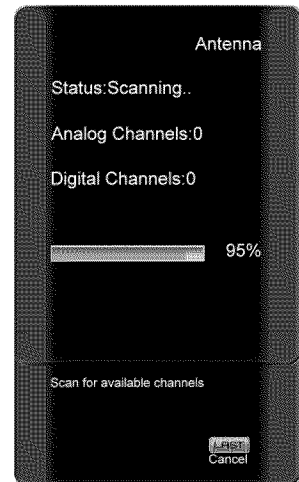 Antenna
Status:Scanning..
Analog Channels:0
Digital Channels:0
95%
Scan for available channels
LAST
Cancel